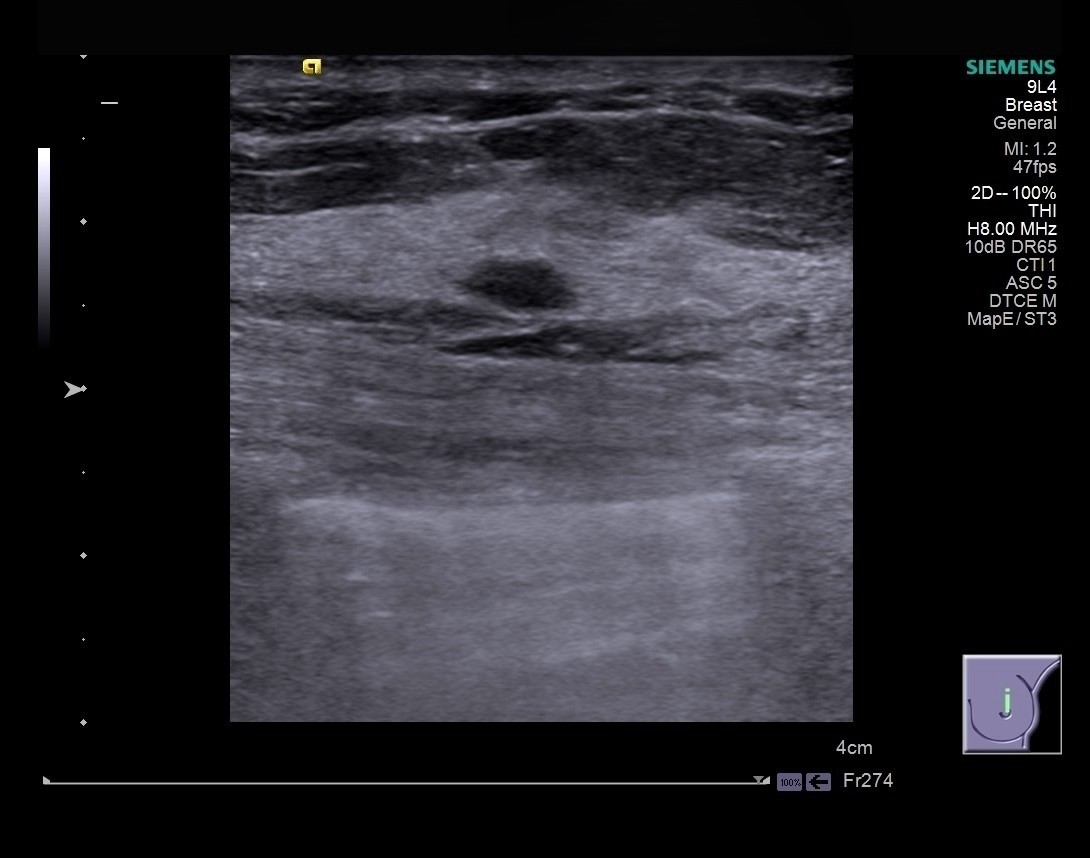 SIEMENS
9L4
Breast
General
MI: 1.2
47fps
2D--100%
THI
H8.00 MHz
10dB DR65
CTI 1
ASC 5
DTCE M
MapE / ST3
4cm
100%
Fr274